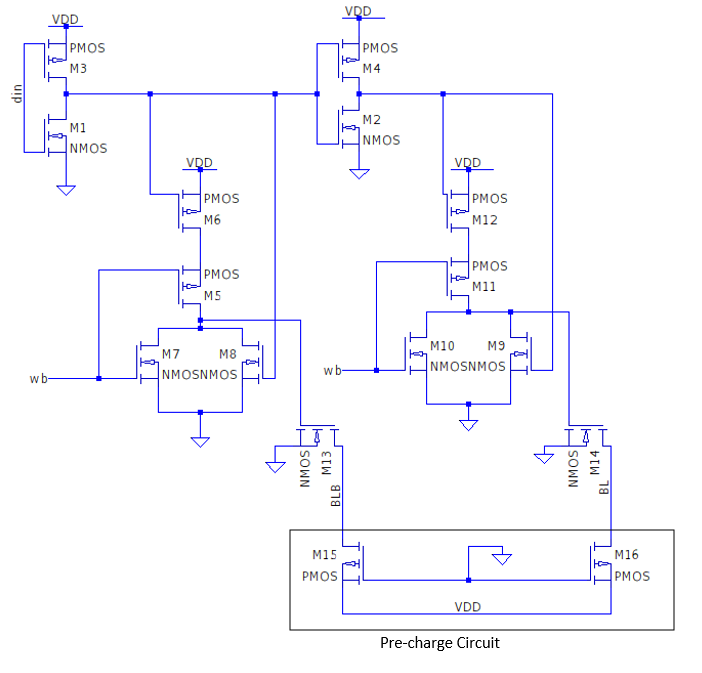 VDD
VDD
PMOS
M3
PMOS
M4
din
M1
NMOS
M2
NMOS
VDD
VDD
PMOS
M6
PMOS
M12
PMOS
M5
PMOS
M11
M7
M8
NMOSNMOS
wb
M10
M9
NMOSNMOS
wb
NMOS
M13
BLB
NMOS
M14
BL
M15
PMOS
M16
PMOS
VDD
Pre-charge Circuit